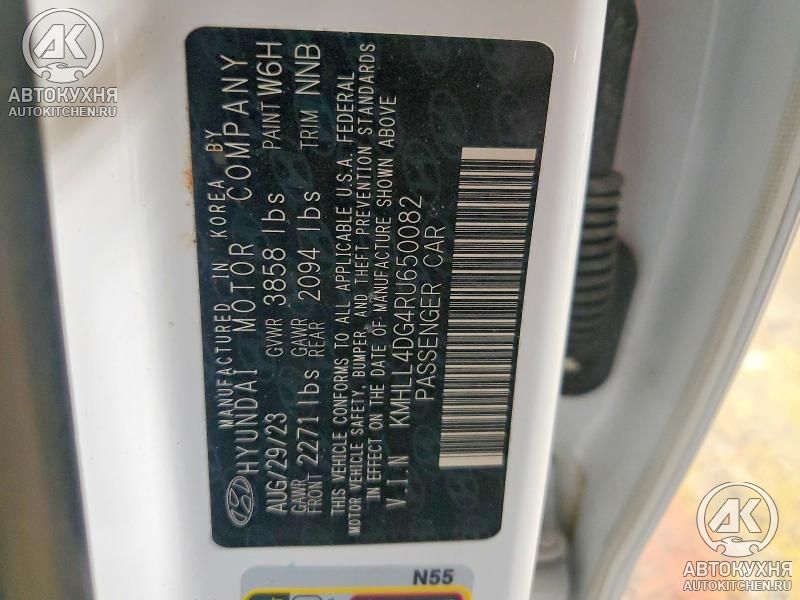 AK
АВТОКУХНЯ
AUTOKITCHEN.RU
MANUFACTURED IN KOREA BY
HYUNDAI MOTOR COMPANY
AUG/29/23 GVWR 3858 lbs PAINT W6H
GAWR FRONT 2271lbs GAWR REAR 2094 lbs TRIM NNB
THIS VEHICLE CONFORMS TO ALL APPLICABLE U.S.A. FEDERAL
MOTOR VEHICLE SAFETY, BUMPER, AND THEFT PREVENTION STANDARDS
IN EFFECT ON THE DATE OF MANUFACTURE SHOWN ABOVE
V.I.N KMHLL4DG4RU650082
PASSENGER CAR
N55
AK
АВТОКУХНЯ
AUTOKITCHEN.RU